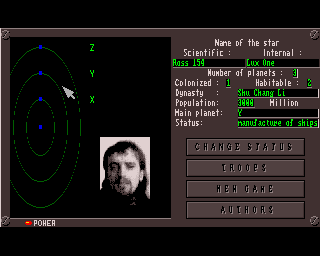 Z
Y
X
Name of the star
Scientific : Internal :
Ross 154 Lux One
Number of planets : 3
Colonized : 1 Habitable : 2
Dynasty : Shu Chang Li
Population: 3000 Million
Main planet: Y
Status: manufacture of ships
CHANGE STATUS
TROOPS
NEW GAME
AUTHORS
POWER